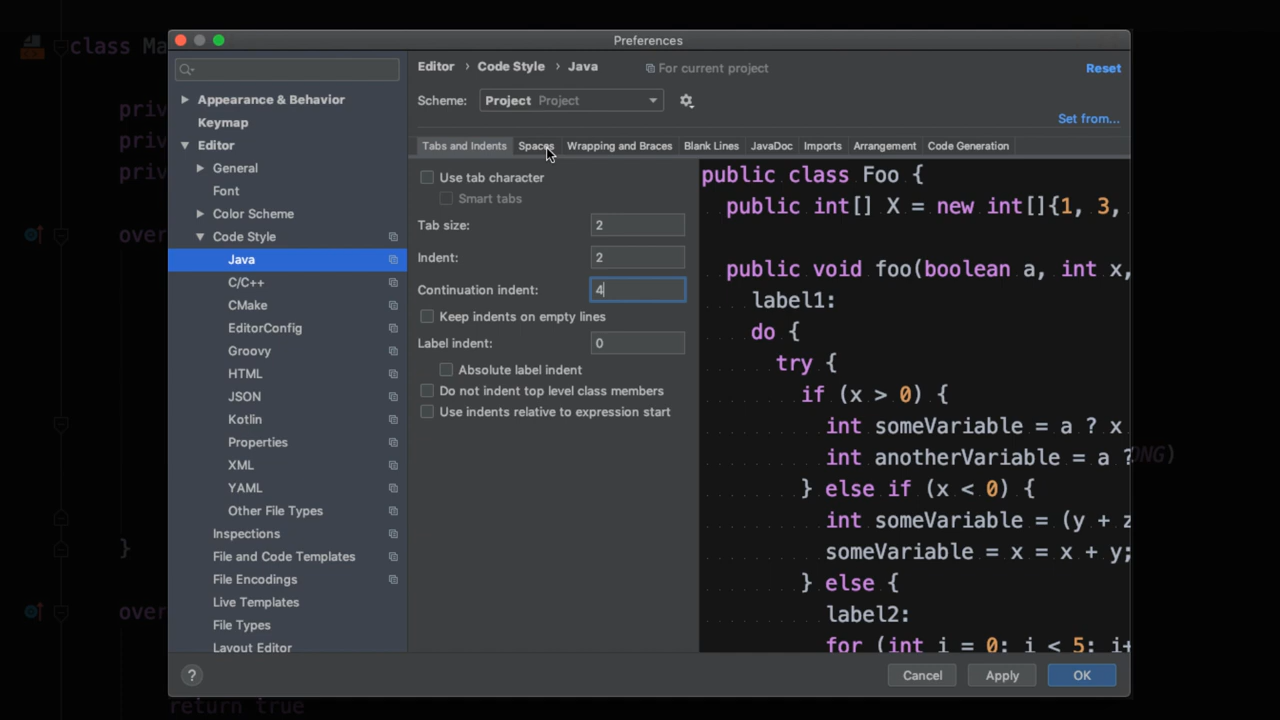 Preferences
class Ma
priv
priv
priv
over
ONG)
}
over
return true
Appearance & Behavior
Keymap
Editor
General
Font
Color Scheme
Code Style
Java
C/C++
CMake
EditorConfig
Groovy
HTML
JSON
Kotlin
Properties
XML
YAML
Other File Types
Inspections
File and Code Templates
File Encodings
Live Templates
File Types
Layout Editor
Editor › Code Style › Java For current project Reset
Scheme: Project Project
Set from...
Tabs and Indents Spaces Wrapping and Braces Blank Lines JavaDoc Imports Arrangement Code Generation
Use tab character
Smart tabs
Tab size: 2
Indent: 2
Continuation indent: 4
Keep indents on empty lines
Label indent: 0
Absolute label indent
Do not indent top level class members
Use indents relative to expression start
public class Foo {
public int[] X = new int[]{1, 3,
public void foo(boolean a, int x,
label1:
do {
try {
if (x > 0) {
int someVariable = a ? x
int anotherVariable = a ?
} else if (x < 0) {
int someVariable = (y + z
someVariable = x = x + y;
} else {
label2:
for (int i = 0; i < 5; i+
? Cancel Apply OK